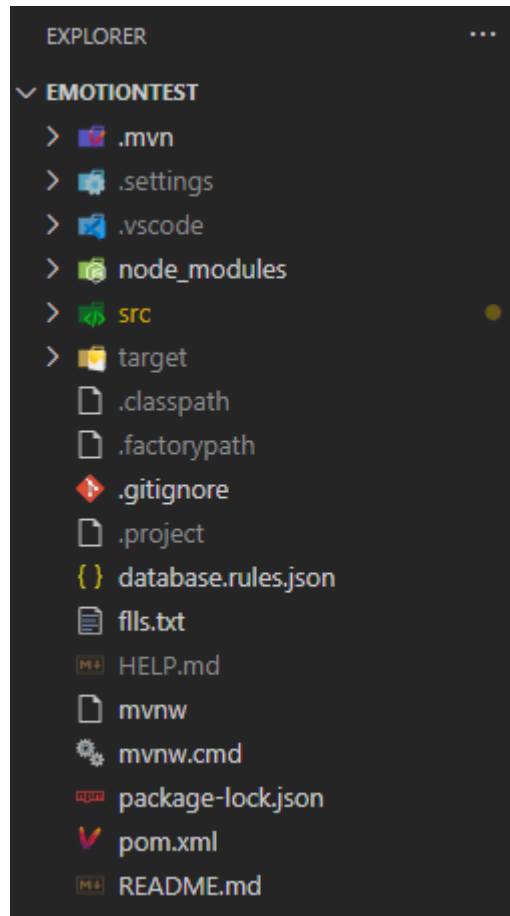 EXPLORER
EMOTIONTEST
.mvn
.settings
.vscode
node_modules
src
target
.classpath
.factorypath
.gitignore
.project
database.rules.json
flls.txt
HELP.md
mvnw
mvnw.cmd
package-lock.json
pom.xml
README.md